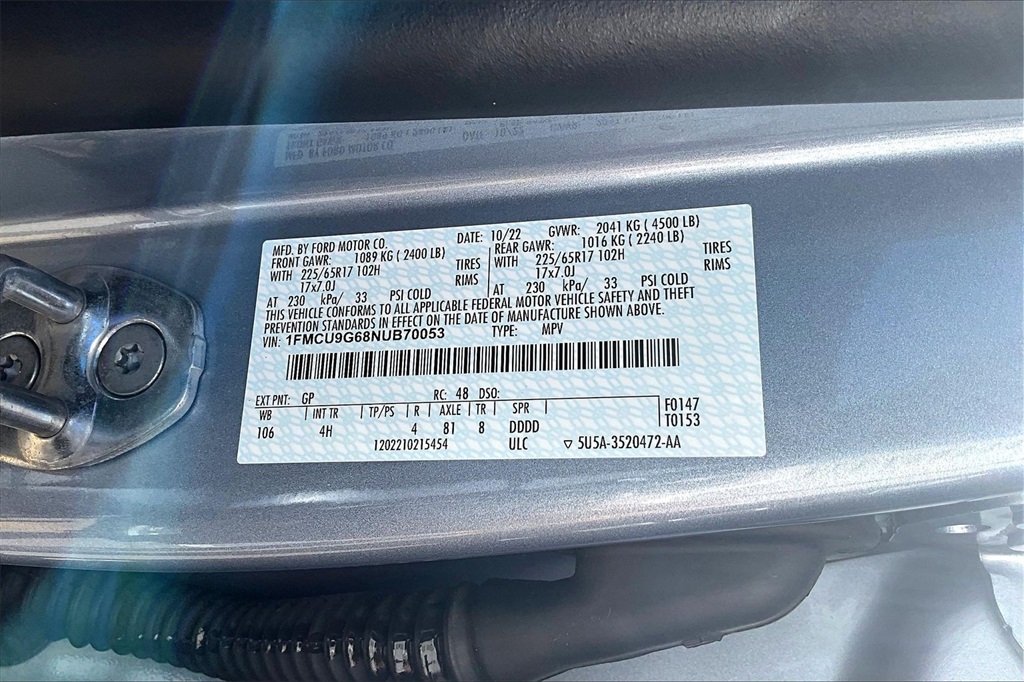 MFD. BY FORD MOTOR CO. DATE: 10/22 GVWR: 2041 KG ( 4500 LB)
FRONT GAWR: 1089 KG ( 2400 LB) REAR GAWR: 1016 KG ( 2240 LB)
WITH 225/65R17 102H TIRES WITH 225/65R17 102H TIRES
17x7.0J RIMS 17x7.0J RIMS
AT 230 kPa/ 33 PSI COLD AT 230 kPa/ 33 PSI COLD
THIS VEHICLE CONFORMS TO ALL APPLICABLE FEDERAL MOTOR VEHICLE SAFETY AND THEFT
PREVENTION STANDARDS IN EFFECT ON THE DATE OF MANUFACTURE SHOWN ABOVE.
VIN: 1FMCU9G68NUB70053 TYPE: MPV
EXT PNT: GP RC: 48 DSO:
WB INT TR TP/PS R AXLE TR SPR F0147
106 4H 4 81 8 DDDD T0153
1202210215454 ULC ▽ 5U5A-3520472-AA